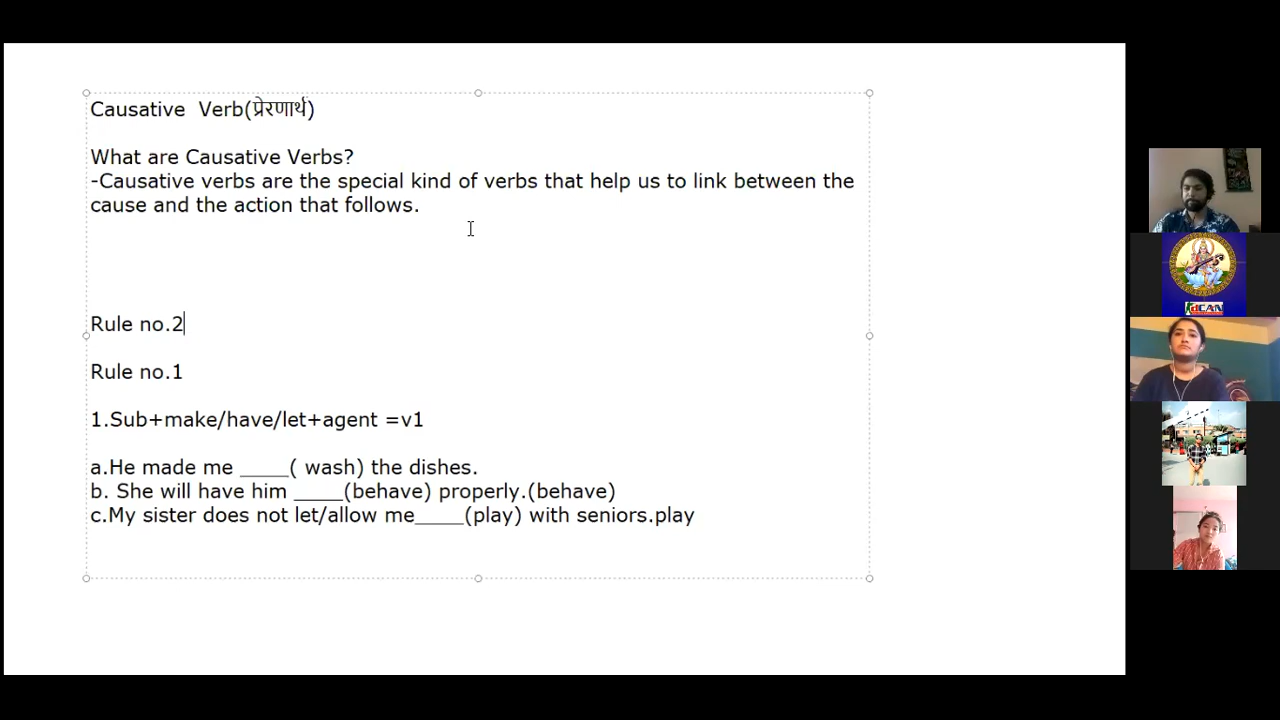 Causative  Verb(प्रेरणार्थ)
What are Causative Verbs?
-Causative verbs are the special kind of verbs that help us to link between the
cause and the action that follows.
Rule no.2
Rule no.1
1.Sub+make/have/let+agent =v1
a.He made me ____( wash) the dishes.
b. She will have him ____(behave) properly.(behave)
c.My sister does not let/allow me____(play) with seniors.play